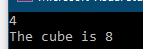 4
The cube is 8